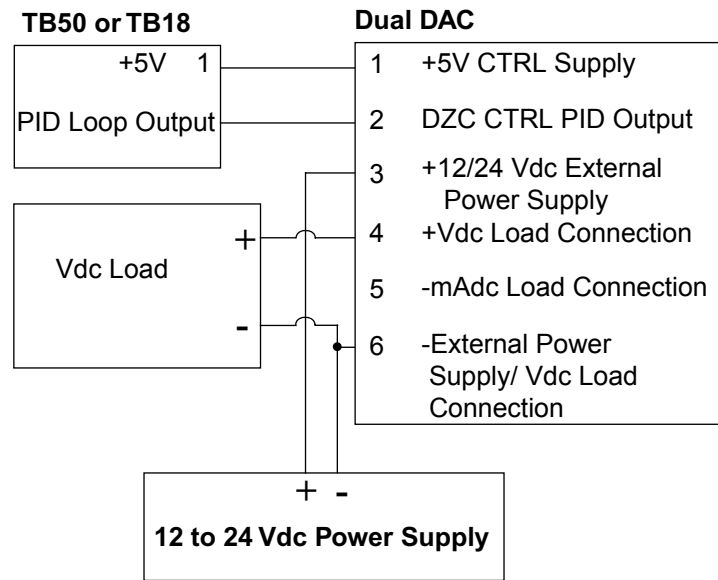 TB50 or TB18
+5V 1
PID Loop Output
Vdc Load
+
-
Dual DAC
1 +5V CTRL Supply
2 DZC CTRL PID Output
3 +12/24 Vdc External
Power Supply
4 +Vdc Load Connection
5 -mAdc Load Connection
6 -External Power
Supply/ Vdc Load
Connection
+ -
12 to 24 Vdc Power Supply